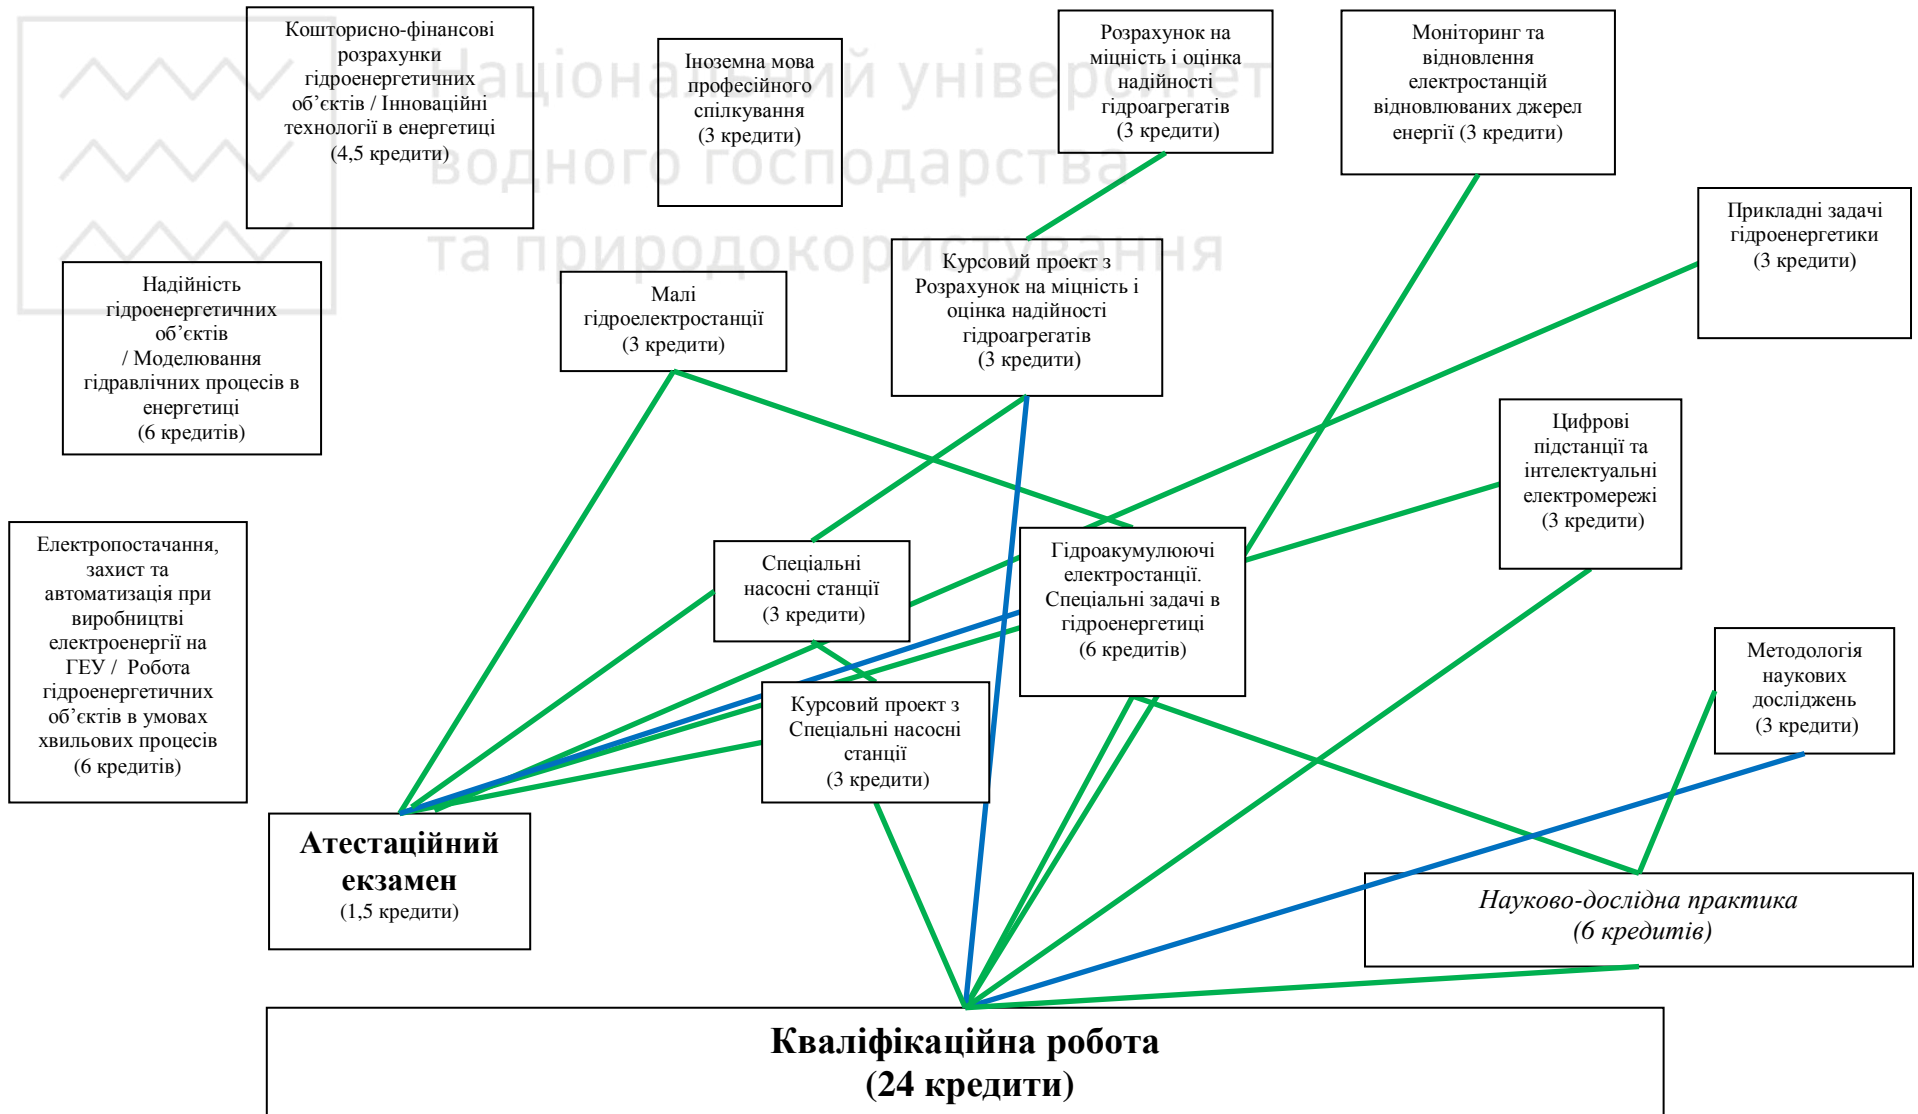 Національний університет
водного господарства
та природокористування
Кошторисно-фінансові
розрахунки
гідроенергетичних
об’єктів / Інноваційні
технології в енергетиці
(4,5 кредити)
Іноземна мова
професійного
спілкування
(3 кредити)
Розрахунок на
міцність і оцінка
надійності
гідроагрегатів
(3 кредити)
Моніторинг та
відновлення
електростанцій
відновлюваних джерел
енергії (3 кредити)
Прикладні задачі
гідроенергетики
(3 кредити)
Надійність
гідроенергетичних
об’єктів
/ Моделювання
гідравлічних процесів в
енергетиці
(6 кредитів)
Малі
гідроелектростанції
(3 кредити)
Курсовий проект з
Розрахунок на міцність і
оцінка надійності
гідроагрегатів
(3 кредити)
Цифрові
підстанції та
інтелектуальні
електромережі
(3 кредити)
Електропостачання,
захист та
автоматизація при
виробництві
електроенергії на
ГЕУ / Робота
гідроенергетичних
об’єктів в умовах
хвильових процесів
(6 кредитів)
Спеціальні
насосні станції
(3 кредити)
Гідроакумулюючі
електростанції.
Спеціальні задачі в
гідроенергетиці
(6 кредитів)
Методологія
наукових
досліджень
(3 кредити)
Курсовий проект з
Спеціальні насосні
станції
(3 кредити)
Атестаційний
екзамен
(1,5 кредити)
Науково-дослідна практика
(6 кредитів)
Кваліфікаційна робота
(24 кредити)